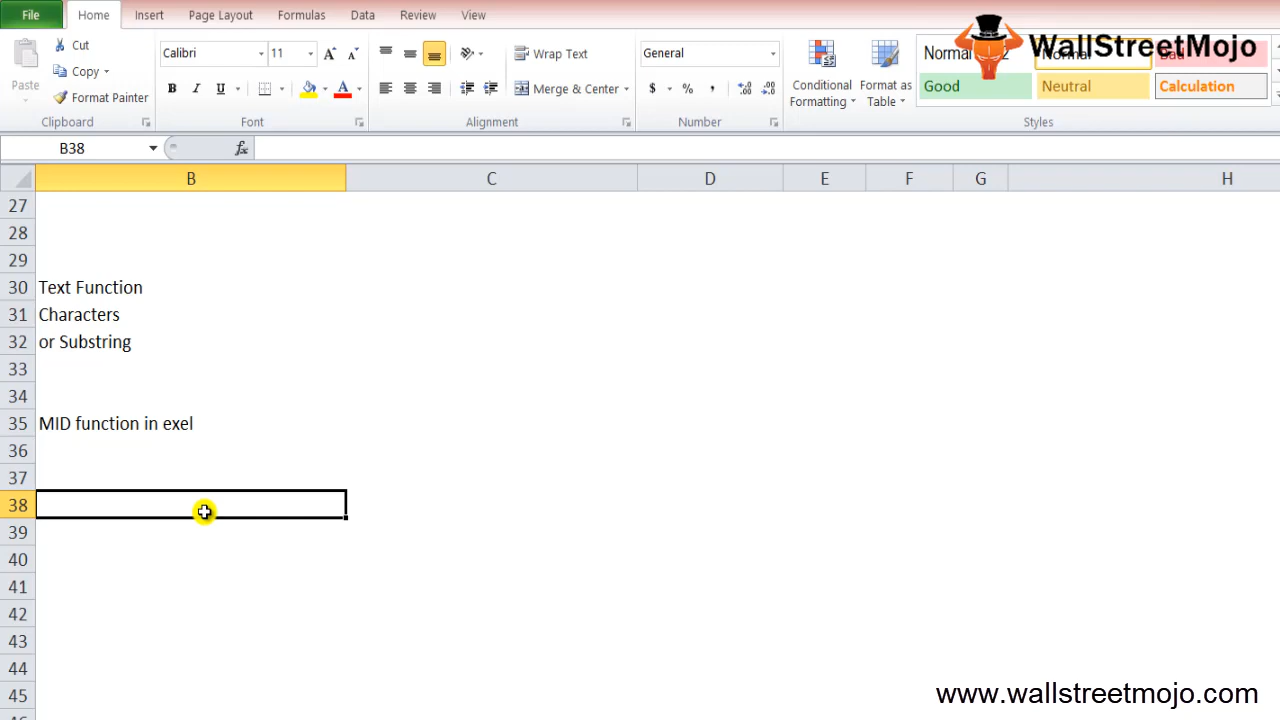 File Home Insert Page Layout Formulas Data Review View
Cut
Copy
Format Painter
Paste
Clipboard
Calibri 11 A A
B I U A
Font
Wrap Text
Merge & Center
Alignment
General
$ % ,
Number
Conditional Formatting
Format as Table
Normal Normal Bad
Good Neutral Calculation
Styles
WallStreetMojo
B38 fx
B C D E F G H
27
28
29
30 Text Function
31 Characters
32 or Substring
33
34
35 MID function in exel
36
37
38
39
40
41
42
43
44
45
www.wallstreetmojo.com